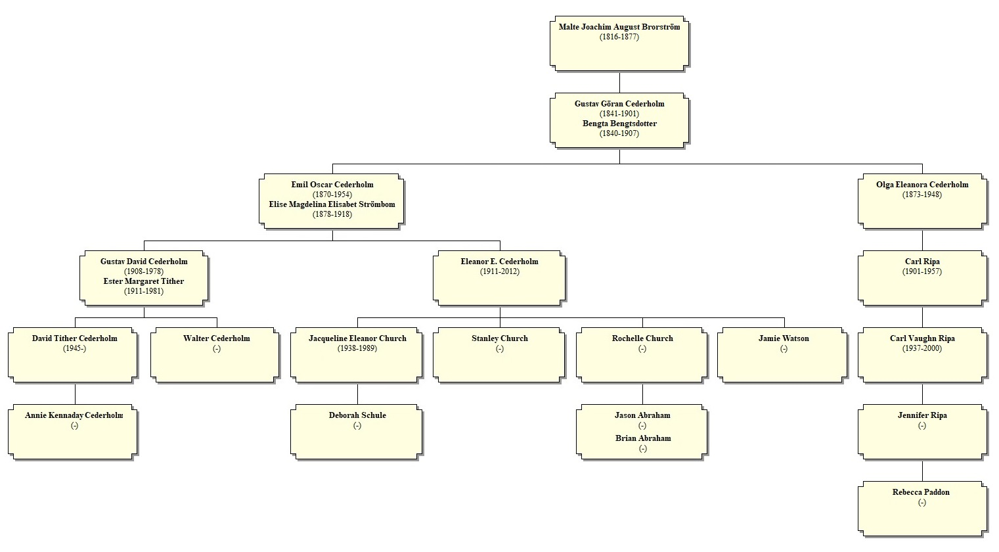 Malte Joachim August Brorström
(1816-1877)
Gustav Göran Cederholm
(1841-1901)
Bengta Bengtsdotter
(1840-1907)
Emil Oscar Cederholm
(1870-1954)
Elise Magdelina Elisabet Strömbom
(1878-1918)
Olga Eleanora Cederholm
(1873-1948)
Gustav David Cederholm
(1908-1978)
Ester Margaret Tither
(1911-1981)
Eleanor E. Cederholm
(1911-2012)
Carl Ripa
(1901-1957)
David Tither Cederholm
(1945-)
Walter Cederholm
(-)
Jacqueline Eleanor Church
(1938-1989)
Stanley Church
(-)
Rochelle Church
(-)
Jamie Watson
(-)
Carl Vaughn Ripa
(1937-2000)
Annie Kennaday Cederholm
(-)
Deborah Schule
(-)
Jason Abraham
(-)
Brian Abraham
(-)
Jennifer Ripa
(-)
Rebecca Paddon
(-)